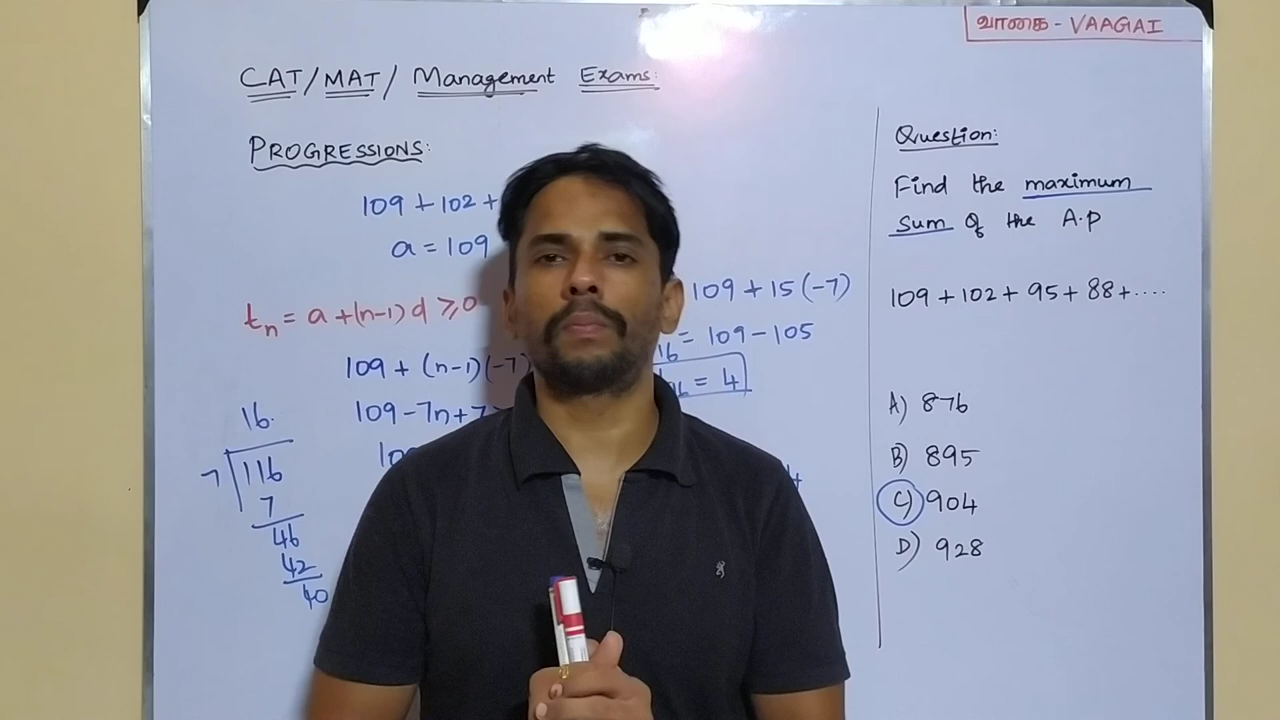 வாகை - VAAGAI
CAT/MAT/ Management Exams:
PROGRESSIONS:
109 + 102 +
a = 109
tn = a + (n-1) d ≥ 0
109 + (n-1) (-7)
109 - 7n + 7
16.
7 116
7
46
42
40
109 + 15 (-7)
16 = 109 - 105
16 = 4
Question:
Find the maximum
sum of the A.p
109 + 102 + 95 + 88 + ....
A) 876
B) 895
C) 904
D) 928